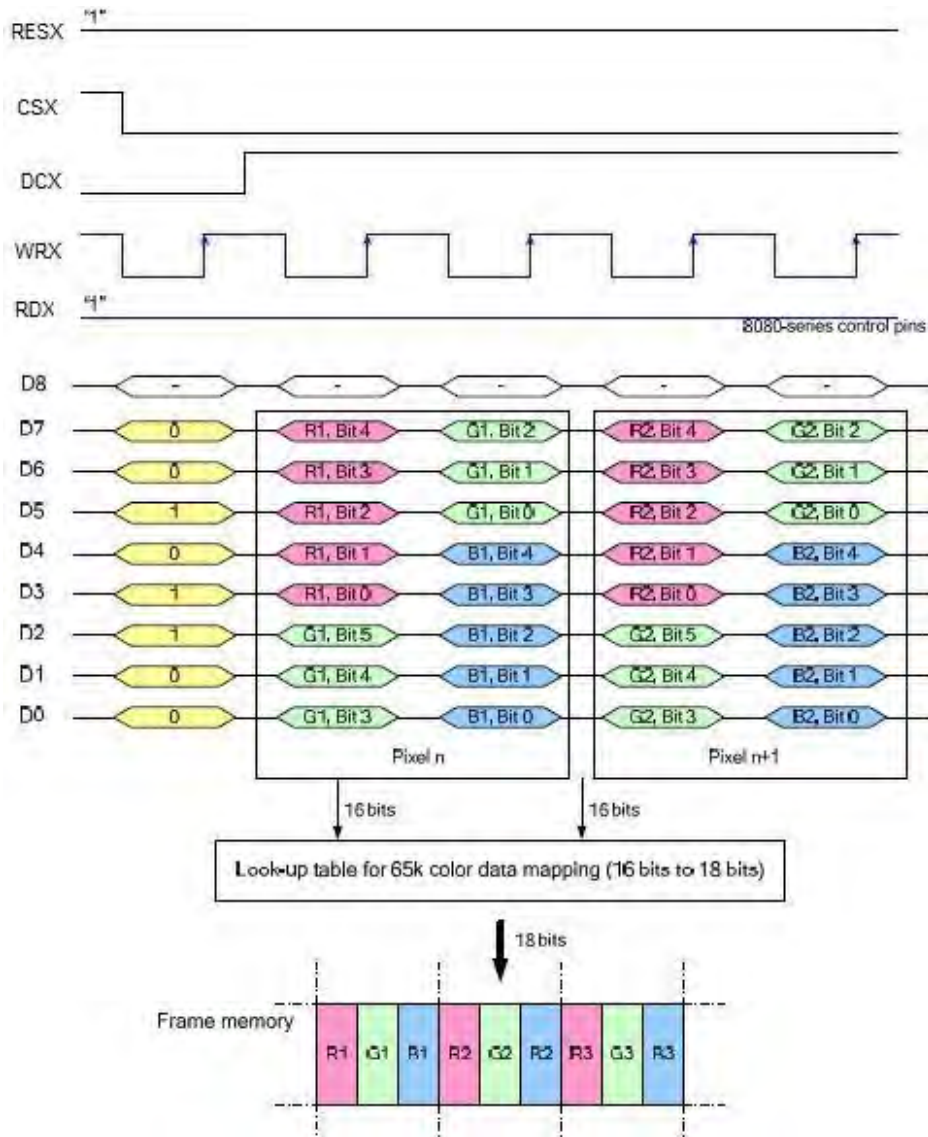 RESX "1"
CSX
DCX
WRX
RDX "1"
8080-series control pins
D8 - - - - -
D7 0 R1, Bit 4 G1, Bit 2 R2, Bit 4 G2, Bit 2
D6 0 R1, Bit 3 G1, Bit 1 R2, Bit 3 G2, Bit 1
D5 1 R1, Bit 2 G1, Bit 0 R2, Bit 2 G2, Bit 0
D4 0 R1, Bit 1 B1, Bit 4 R2, Bit 1 B2, Bit 4
D3 1 R1, Bit 0 B1, Bit 3 R2, Bit 0 B2, Bit 3
D2 1 G1, Bit 5 B1, Bit 2 G2, Bit 5 B2, Bit 2
D1 0 G1, Bit 4 B1, Bit 1 G2, Bit 4 B2, Bit 1
D0 0 G1, Bit 3 B1, Bit 0 G2, Bit 3 B2, Bit 0
Pixel n Pixel n+1
16 bits 16 bits
Look-up table for 65k color data mapping (16 bits to 18 bits)
18 bits
Frame memory
R1 G1 B1 R2 G2 B2 R3 G3 B3